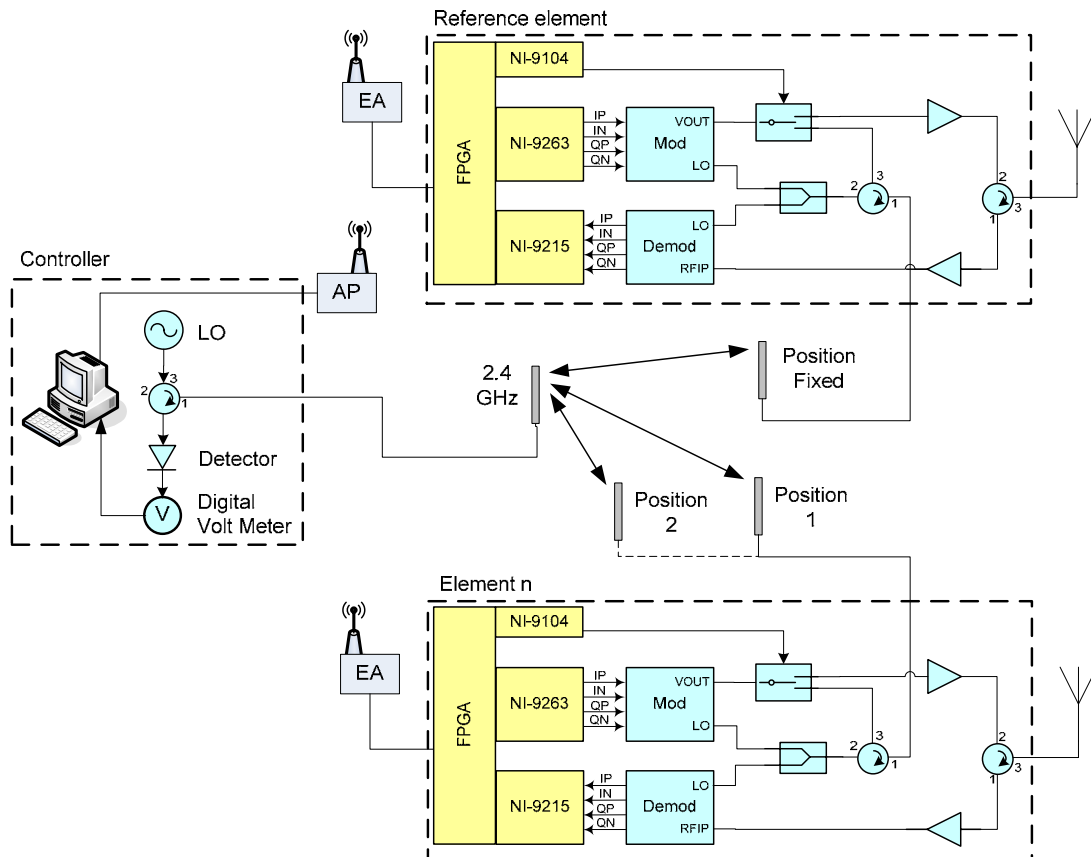 Reference element
EA
FPGA
NI-9104
NI-9263
IP
IN
QP
QN
Mod
VOUT
LO
NI-9215
IP
IN
QP
QN
Demod
LO
RFIP
3
2
1
2
1
3
Controller
AP
LO
3
2
1
Detector
V
Digital
Volt Meter
2.4
GHz
Position
Fixed
Position
2
Position
1
Element n
EA
FPGA
NI-9104
NI-9263
IP
IN
QP
QN
Mod
VOUT
LO
NI-9215
IP
IN
QP
QN
Demod
LO
RFIP
3
2
1
2
1
3